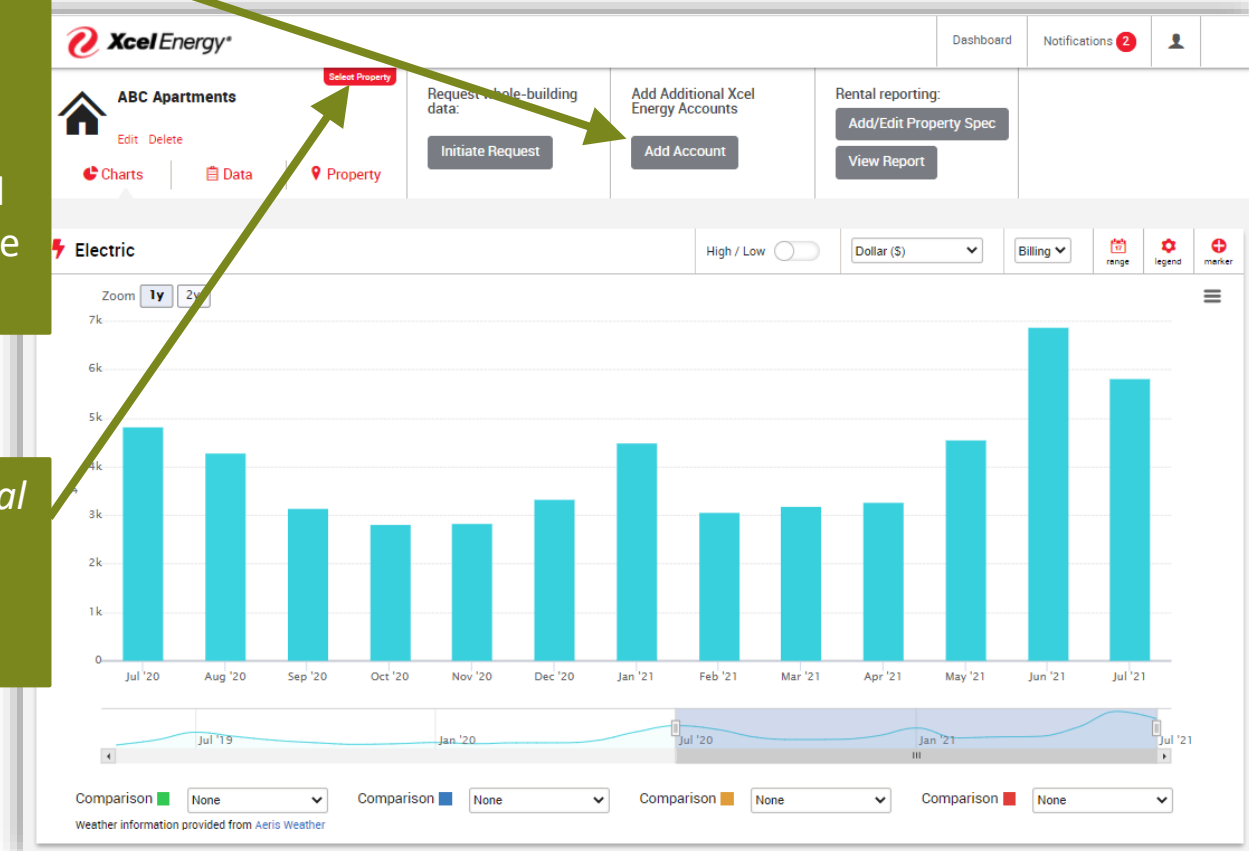 Xcel Energy®
Dashboard
Notifications 2
Select Property
ABC Apartments
Edit Delete
Charts
Data
Property
Request whole-building
data:
Initiate Request
Add Additional Xcel
Energy Accounts
Add Account
Rental reporting:
Add/Edit Property Spec
View Report
e
al
Electric
High / Low
Dollar ($)
Billing
17
range
legend
marker
Zoom 1y 2y
7k
6k
5k
4k
3k
2k
1k
0
Jul '20 Aug '20 Sep '20 Oct '20 Nov '20 Dec '20 Jan '21 Feb '21 Mar '21 Apr '21 May '21 Jun '21 Jul '21
Jul '19 Jan '20 Jul '20 Jan '21 Jul '21
Comparison None Comparison None Comparison None Comparison None
Weather information provided from Aeris Weather